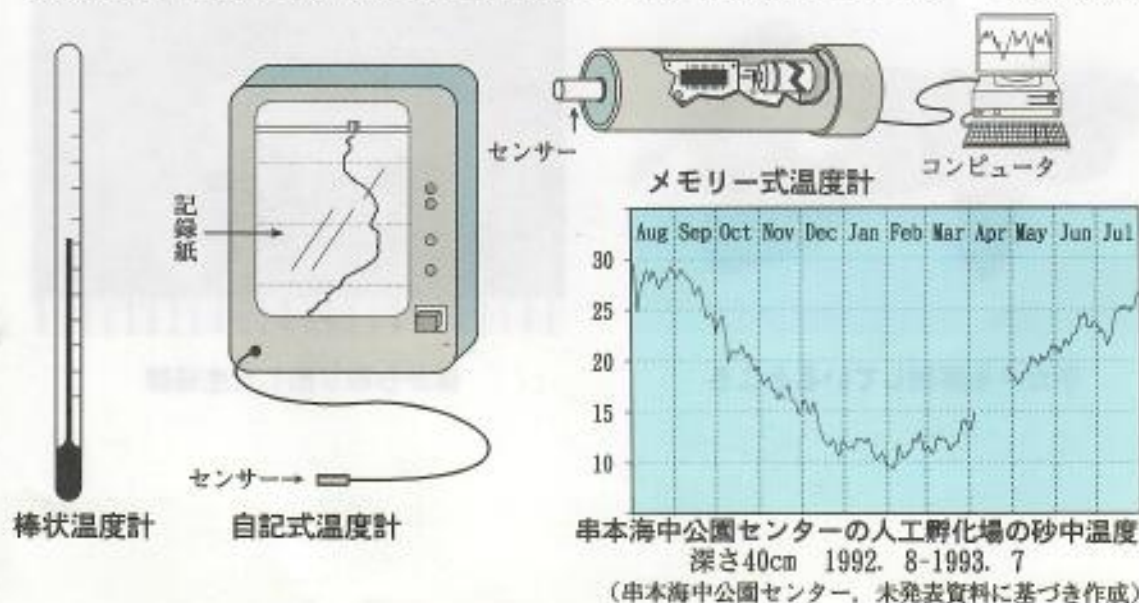 センサー
コンピュータ
メモリー式温度計
記録紙
Aug Sep Oct Nov Dec Jan Feb Mar Apr May Jun Jul
30
25
20
15
10
センサー→
棒状温度計
自記式温度計
串本海中公園センターの人工孵化場の砂中温度
深さ40cm 1992. 8-1993. 7
（串本海中公園センター，未発表資料に基づき作成）